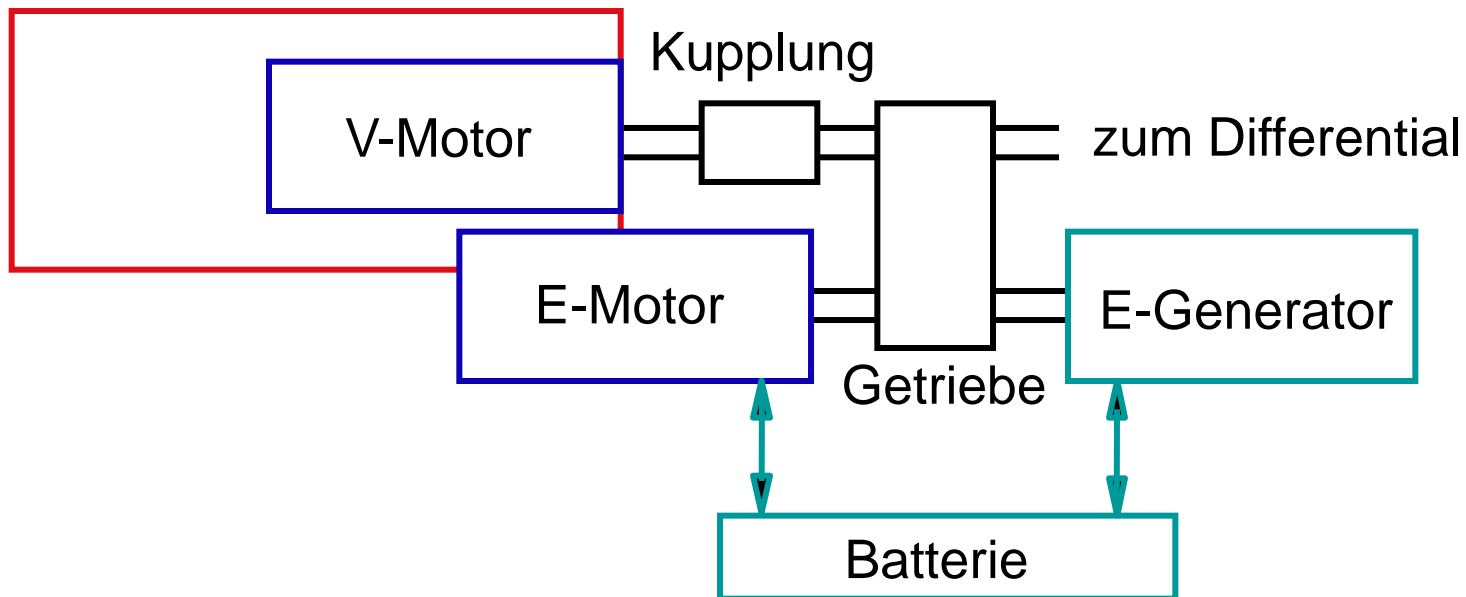 Kupplung
V-Motor
zum Differential
E-Motor
E-Generator
Getriebe
Batterie